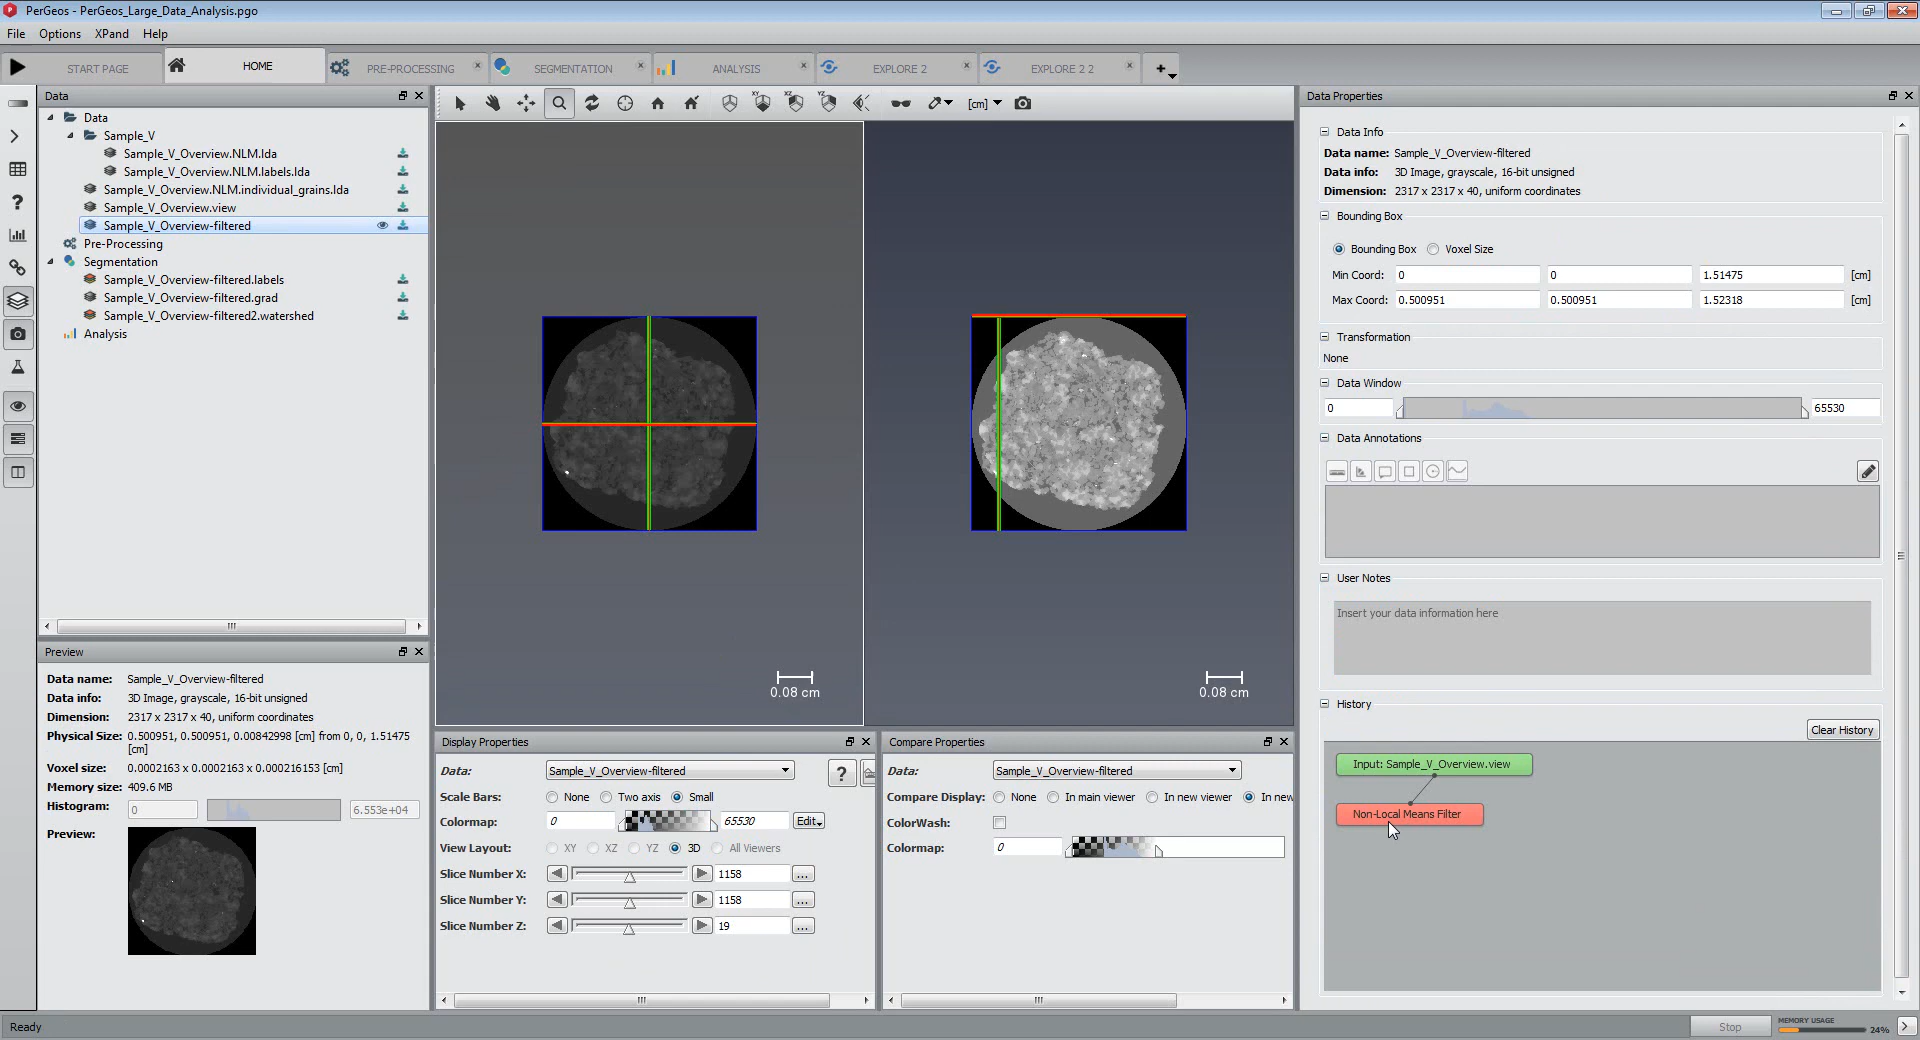 PerGeos - PerGeos_Large_Data_Analysis.pgo
File Options XPand Help
START PAGE HOME PRE-PROCESSING SEGMENTATION ANALYSIS EXPLORE 2 EXPLORE 2 2
Data
Data
Sample_V
Sample_V_Overview.NLM.lda
Sample_V_Overview.NLM.labels.lda
Sample_V_Overview.NLM.individual_grains.lda
Sample_V_Overview.view
Sample_V_Overview-filtered
Pre-Processing
Segmentation
Sample_V_Overview-filtered.labels
Sample_V_Overview-filtered.grad
Sample_V_Overview-filtered2.watershed
Analysis
Preview
Data name: Sample_V_Overview-filtered
Data info: 3D Image, grayscale, 16-bit unsigned
Dimension: 2317 x 2317 x 40, uniform coordinates
Physical Size: 0.500951, 0.500951, 0.00842998 [cm] from 0, 0, 1.51475
[cm]
Voxel size: 0.0002163 x 0.0002163 x 0.000216153 [cm]
Memory size: 409.6 MB
Histogram: 0 6.553e+04
Preview:
XY XZ YZ [cm]
0.08 cm 0.08 cm
Display Properties
Data: Sample_V_Overview-filtered ?
Scale Bars: None Two axis Small
Colormap: 0 65530 Edit
View Layout: XY XZ YZ 3D All Viewers
Slice Number X: 1158 ...
Slice Number Y: 1158 ...
Slice Number Z: 19 ...
Compare Properties
Data: Sample_V_Overview-filtered
Compare Display: None In main viewer In new viewer In new
ColorWash:
Colormap: 0
Data Properties
Data Info
Data name: Sample_V_Overview-filtered
Data info: 3D Image, grayscale, 16-bit unsigned
Dimension: 2317 x 2317 x 40, uniform coordinates
Bounding Box
Bounding Box Voxel Size
Min Coord: 0 0 1.51475 [cm]
Max Coord: 0.500951 0.500951 1.52318 [cm]
Transformation
None
Data Window
0 65530
Data Annotations
User Notes
Insert your data information here
History
Clear History
Input: Sample_V_Overview.view
Non-Local Means Filter
Ready
Stop MEMORY USAGE 24%